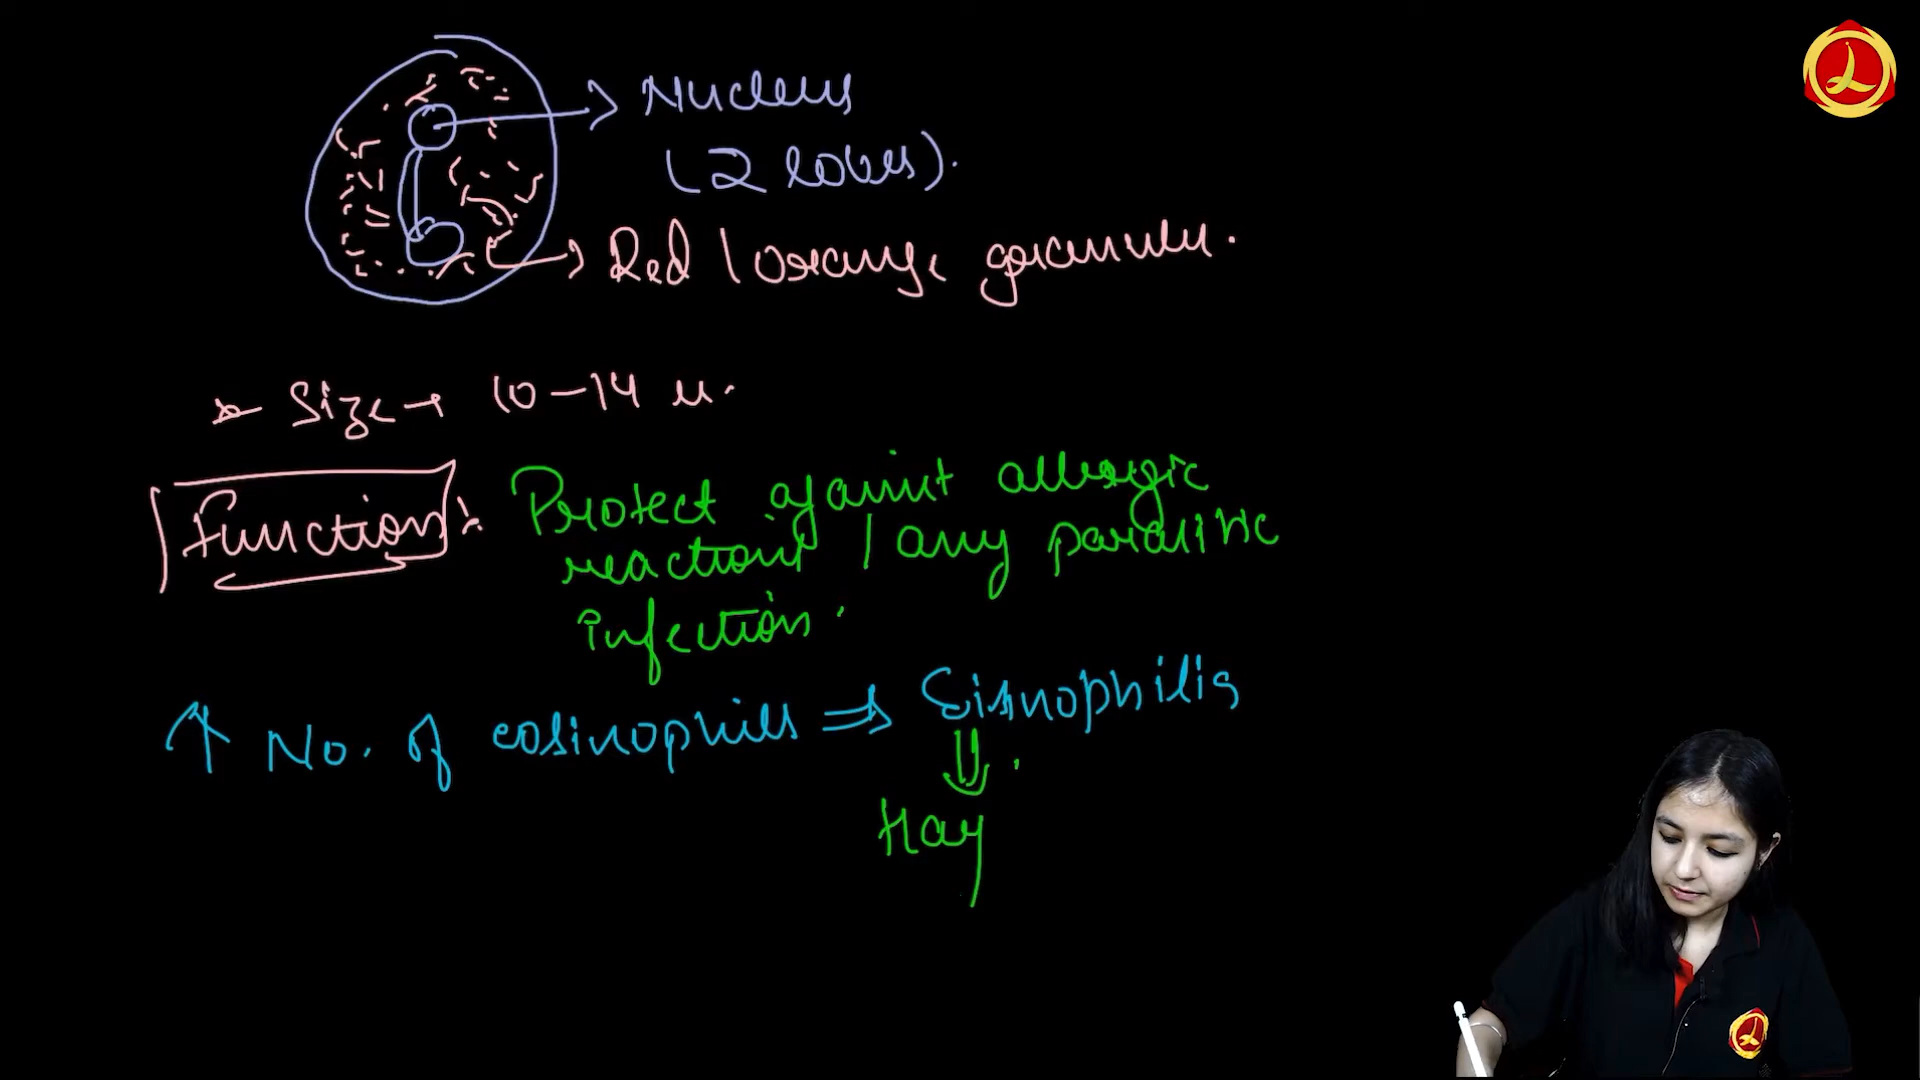 Nucleus
(2 lobes).
Red / orange granules.
Size → 10-14 u.
Function: Protect against allergic
reactions / any parasitic
infection.
↑ No. of eosinophills ⇒ Eisnophilia
⇓
Hay